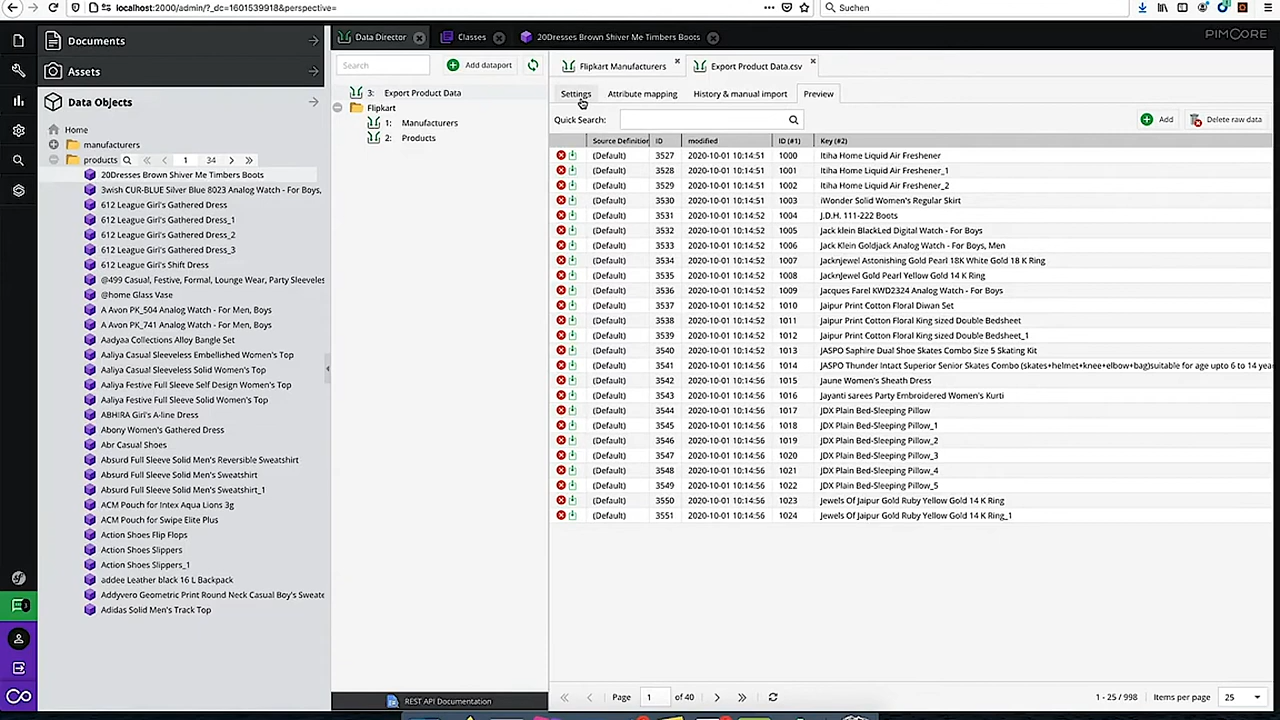 localhost:2000/admin/?_dc=1601539918&perspective=
Suchen
Documents
Assets
Data Objects
Home
manufacturers
products
1
34
20Dresses Brown Shiver Me Timbers Boots
3wish CUR-BLUE Silver Blue 8023 Analog Watch - For Boys,
612 League Girl's Gathered Dress
612 League Girl's Gathered Dress_1
612 League Girl's Gathered Dress_2
612 League Girl's Gathered Dress_3
612 League Girl's Shift Dress
@499 Casual, Festive, Formal, Lounge Wear, Party Sleeveles
@home Glass Vase
A Avon PK_504 Analog Watch - For Men, Boys
A Avon PK_741 Analog Watch - For Men, Boys
Aadyaa Collections Alloy Bangle Set
Aaliya Casual Sleeveless Embellished Women's Top
Aaliya Casual Sleeveless Solid Women's Top
Aaliya Festive Full Sleeve Self Design Women's Top
Aaliya Festive Full Sleeve Solid Women's Top
ABHIRA Girl's A-line Dress
Abony Women's Gathered Dress
Abr Casual Shoes
Absurd Full Sleeve Solid Men's Reversible Sweatshirt
Absurd Full Sleeve Solid Men's Sweatshirt
Absurd Full Sleeve Solid Men's Sweatshirt_1
ACM Pouch for Intex Aqua Lions 3g
ACM Pouch for Swipe Elite Plus
Action Shoes Flip Flops
Action Shoes Slippers
Action Shoes Slippers_1
addee Leather black 16 L Backpack
Addyvero Geometric Print Round Neck Casual Boy's Sweate
Adidas Solid Men's Track Top
Data Director
Classes
20Dresses Brown Shiver Me Timbers Boots
PIMCORE
Search
Add dataport
3: Export Product Data
Flipkart
1: Manufacturers
2: Products
REST API Documentation
Flipkart Manufacturers
Export Product Data.csv
Settings
Attribute mapping
History & manual import
Preview
Quick Search:
Add
Delete raw data
Source Definition ID modified ID (#1) Key (#2)
(Default) 3527 2020-10-01 10:14:51 1000 Itiha Home Liquid Air Freshener
(Default) 3528 2020-10-01 10:14:51 1001 Itiha Home Liquid Air Freshener_1
(Default) 3529 2020-10-01 10:14:51 1002 Itiha Home Liquid Air Freshener_2
(Default) 3530 2020-10-01 10:14:51 1003 iWonder Solid Women's Regular Skirt
(Default) 3531 2020-10-01 10:14:52 1004 J.D.H. 111-222 Boots
(Default) 3532 2020-10-01 10:14:52 1005 Jack klein BlackLed Digital Watch - For Boys
(Default) 3533 2020-10-01 10:14:52 1006 Jack Klein Goldjack Analog Watch - For Boys, Men
(Default) 3534 2020-10-01 10:14:52 1007 Jacknjewel Astonishing Gold Pearl 18K White Gold 18 K Ring
(Default) 3535 2020-10-01 10:14:52 1008 JacknJewel Gold Pearl Yellow Gold 14 K Ring
(Default) 3536 2020-10-01 10:14:52 1009 Jacques Farel KWD2324 Analog Watch - For Boys
(Default) 3537 2020-10-01 10:14:52 1010 Jaipur Print Cotton Floral Diwan Set
(Default) 3538 2020-10-01 10:14:52 1011 Jaipur Print Cotton Floral King sized Double Bedsheet
(Default) 3539 2020-10-01 10:14:52 1012 Jaipur Print Cotton Floral King sized Double Bedsheet_1
(Default) 3540 2020-10-01 10:14:52 1013 JASPO Saphire Dual Shoe Skates Combo Size 5 Skating Kit
(Default) 3541 2020-10-01 10:14:56 1014 JASPO Thunder Intact Superior Senior Skates Combo (skates+helmet+knee+elbow+bag)suitable for age upto 6 to 14 yea
(Default) 3542 2020-10-01 10:14:56 1015 Jaune Women's Sheath Dress
(Default) 3543 2020-10-01 10:14:56 1016 Jayanti sarees Party Embroidered Women's Kurti
(Default) 3544 2020-10-01 10:14:56 1017 JDX Plain Bed-Sleeping Pillow
(Default) 3545 2020-10-01 10:14:56 1018 JDX Plain Bed-Sleeping Pillow_1
(Default) 3546 2020-10-01 10:14:56 1019 JDX Plain Bed-Sleeping Pillow_2
(Default) 3547 2020-10-01 10:14:56 1020 JDX Plain Bed-Sleeping Pillow_3
(Default) 3548 2020-10-01 10:14:56 1021 JDX Plain Bed-Sleeping Pillow_4
(Default) 3549 2020-10-01 10:14:56 1022 JDX Plain Bed-Sleeping Pillow_5
(Default) 3550 2020-10-01 10:14:56 1023 Jewels Of Jaipur Gold Ruby Yellow Gold 14 K Ring
(Default) 3551 2020-10-01 10:14:56 1024 Jewels Of Jaipur Gold Ruby Yellow Gold 14 K Ring_1
Page 1 of 40
1 - 25 / 998 Items per page 25